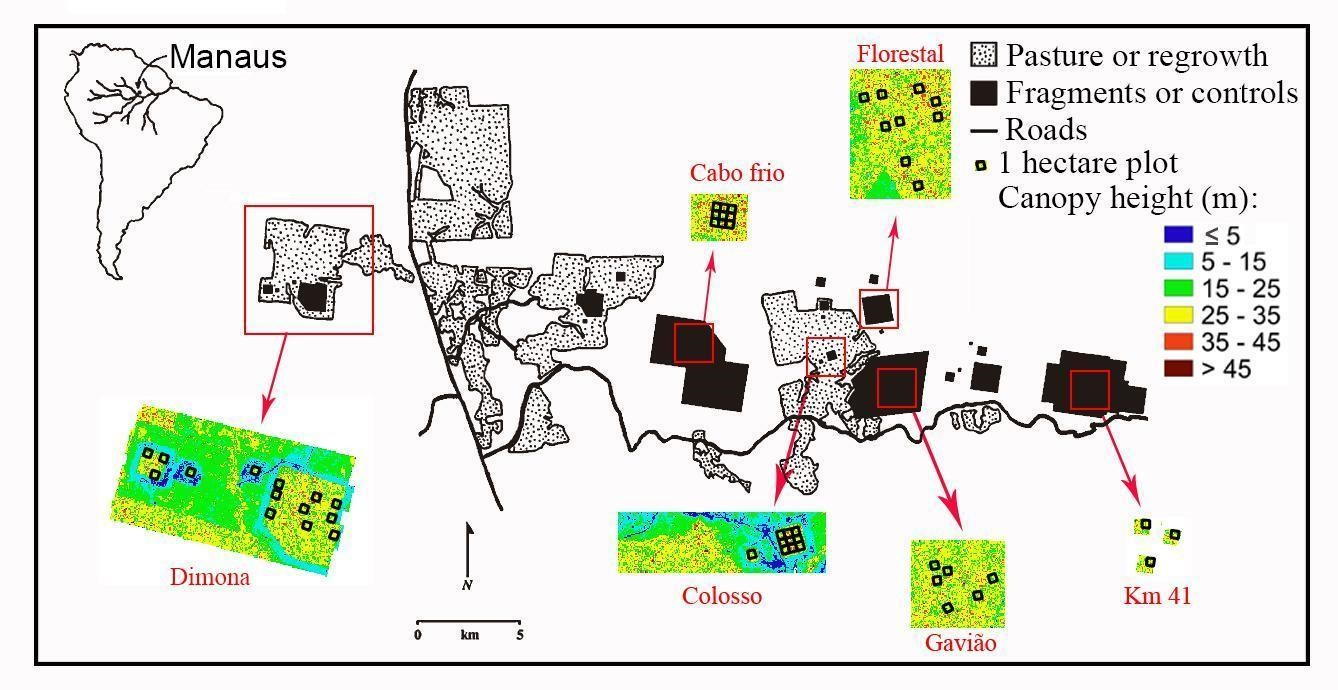 Manaus
Florestal
Pasture or regrowth
Fragments or controls
Roads
1 hectare plot
Canopy height (m):
≤ 5
5 - 15
15 - 25
25 - 35
35 - 45
> 45
Cabo frio
Dimona
N
0 km 5
Colosso
Gavião
Km 41